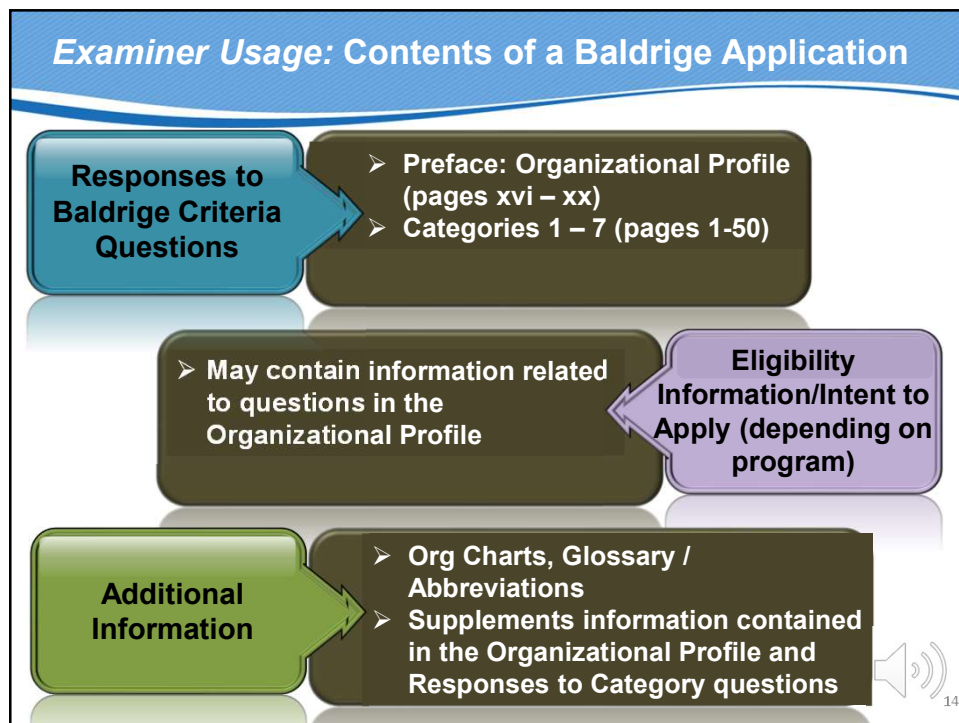 Examiner Usage: Contents of a Baldrige Application
Responses to
Baldrige Criteria
Questions
➢ Preface: Organizational Profile
(pages xvi – xx)
➢ Categories 1 – 7 (pages 1-50)
➢ May contain information related
to questions in the
Organizational Profile
Eligibility
Information/Intent to
Apply (depending on
program)
Additional
Information
➢ Org Charts, Glossary /
Abbreviations
➢ Supplements information contained
in the Organizational Profile and
Responses to Category questions
14